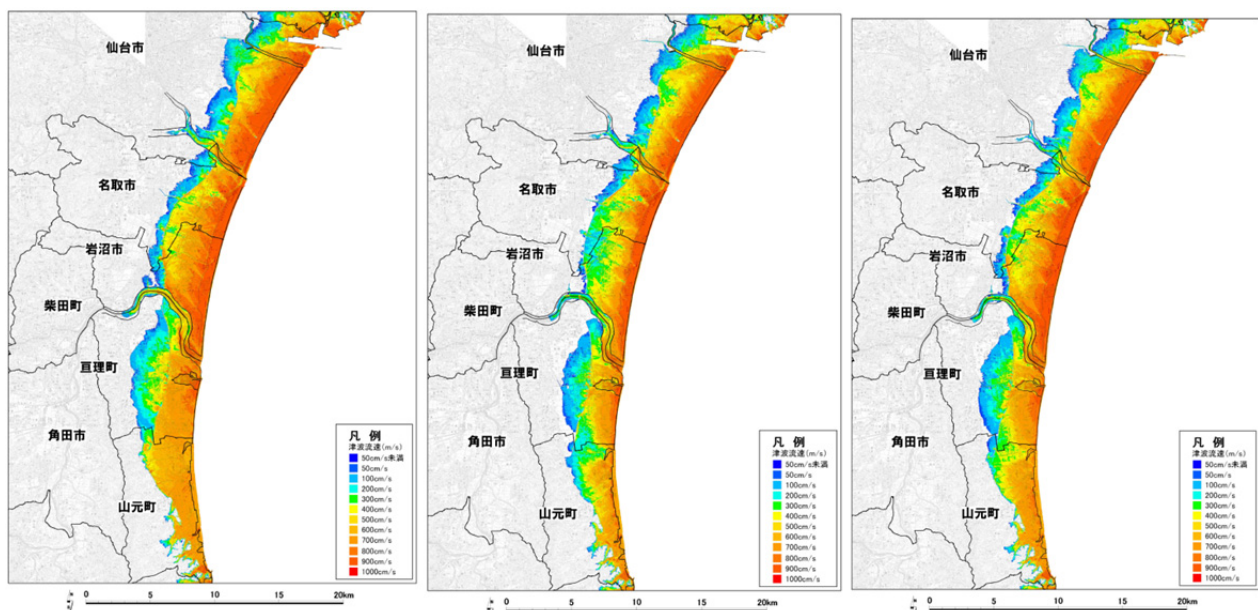 仙台市
名取市
岩沼市
柴田町
亘理町
角田市
山元町
凡 例
津波流速(m/s)
50cm/s未満
50cm/s
100cm/s
200cm/s
300cm/s
400cm/s
500cm/s
600cm/s
700cm/s
800cm/s
900cm/s
1000cm/s
0 5 10 20km
仙台市
名取市
岩沼市
柴田町
亘理町
角田市
山元町
凡 例
津波流速(m/s)
50cm/s未満
50cm/s
100cm/s
200cm/s
300cm/s
400cm/s
500cm/s
600cm/s
700cm/s
800cm/s
900cm/s
1000cm/s
0 5 10 20km
仙台市
名取市
岩沼市
柴田町
亘理町
角田市
山元町
凡 例
津波流速(m/s)
50cm/s未満
50cm/s
100cm/s
200cm/s
300cm/s
400cm/s
500cm/s
600cm/s
700cm/s
800cm/s
900cm/s
1000cm/s
0 5 10 20km